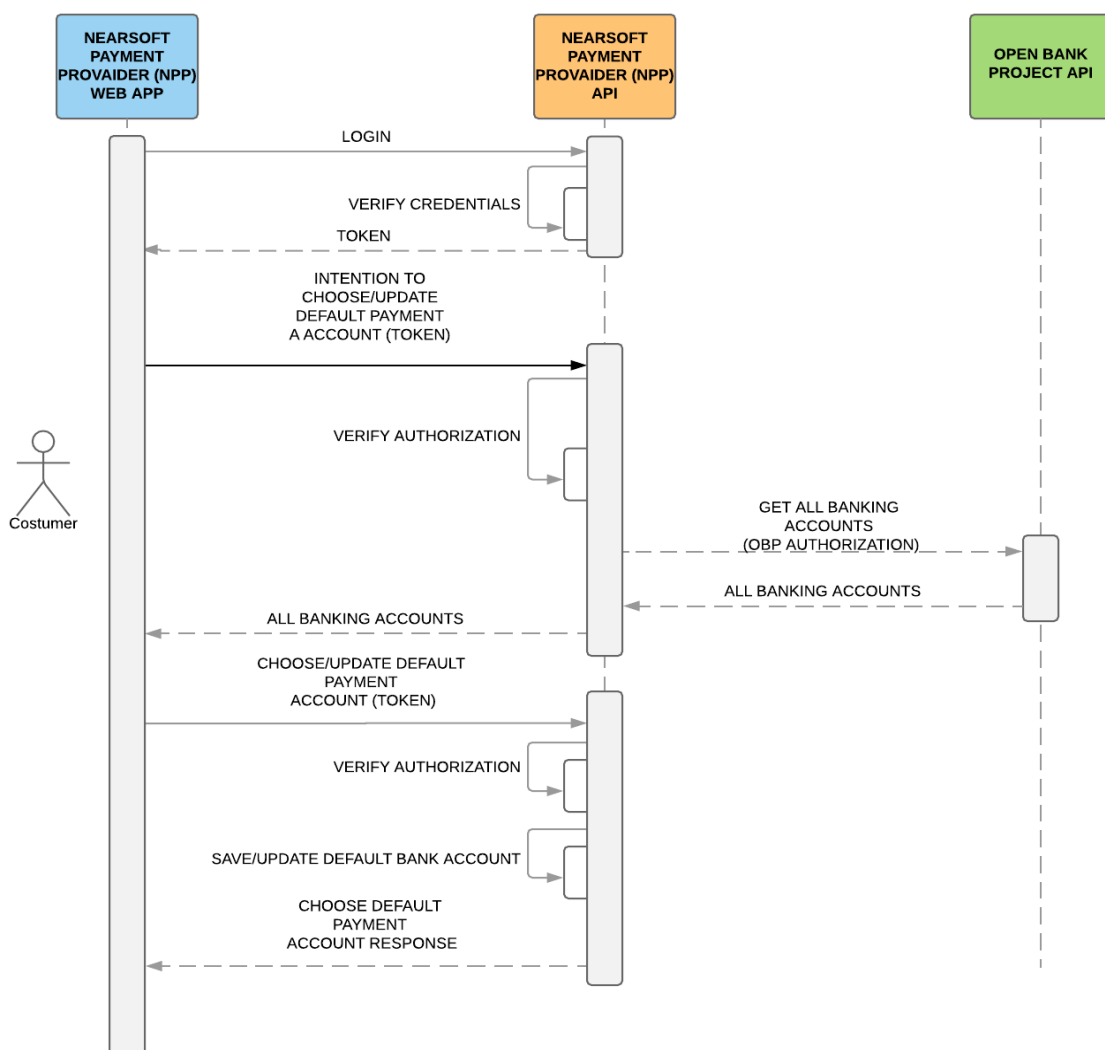 NEARSOFT
PAYMENT
PROVAIDER (NPP)
WEB APP
NEARSOFT
PAYMENT
PROVAIDER (NPP)
API
OPEN BANK
PROJECT API
LOGIN
VERIFY CREDENTIALS
TOKEN
INTENTION TO
CHOOSE/UPDATE
DEFAULT PAYMENT
A ACCOUNT (TOKEN)
VERIFY AUTHORIZATION
Costumer
GET ALL BANKING
ACCOUNTS
(OBP AUTHORIZATION)
ALL BANKING ACCOUNTS
ALL BANKING ACCOUNTS
CHOOSE/UPDATE DEFAULT
PAYMENT
ACCOUNT (TOKEN)
VERIFY AUTHORIZATION
SAVE/UPDATE DEFAULT BANK ACCOUNT
CHOOSE DEFAULT
PAYMENT
ACCOUNT RESPONSE